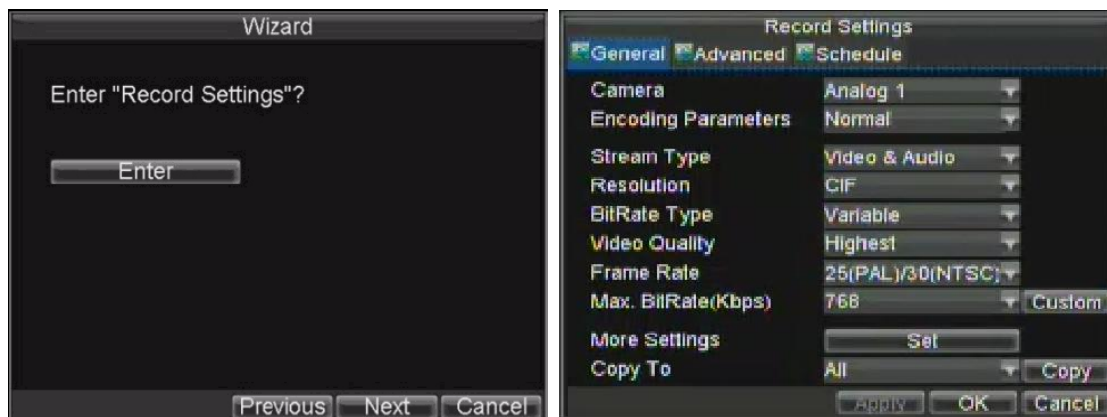 Wizard
Enter "Record Settings"?
Enter
Previous Next Cancel
Record Settings
General Advanced Schedule
Camera Analog 1
Encoding Parameters Normal
Stream Type Video & Audio
Resolution CIF
BitRate Type Variable
Video Quality Highest
Frame Rate 25(PAL)/30(NTSC)
Max. BitRate(Kbps) 768 Custom
More Settings Set
Copy To All Copy
Apply OK Cancel